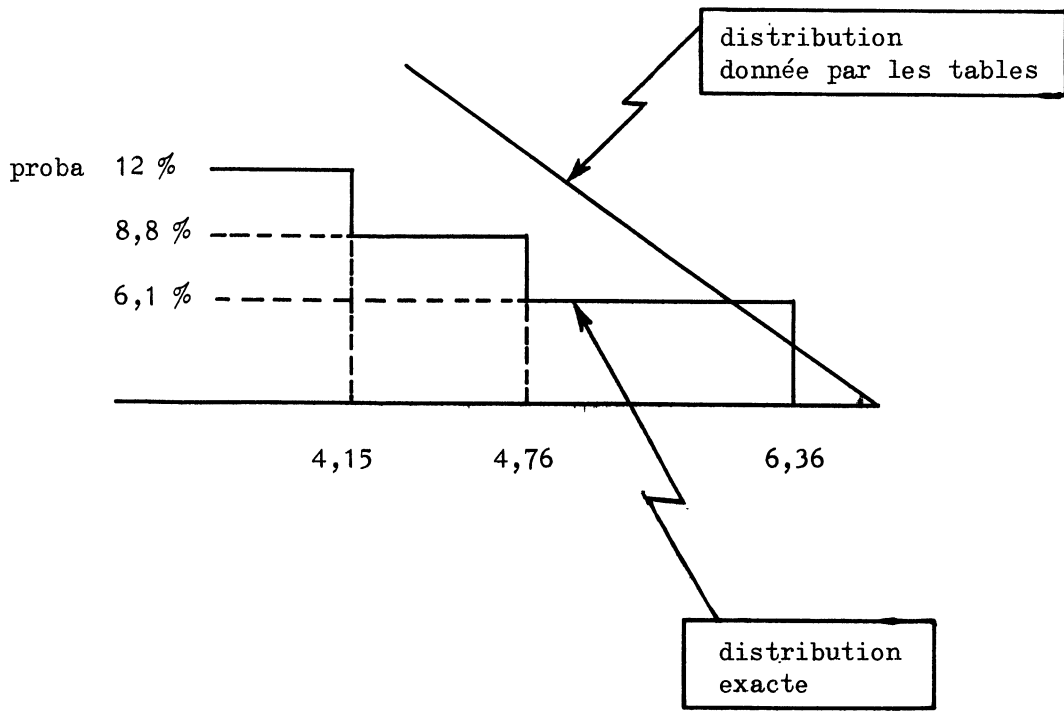 distribution
donnée par les tables
proba 12 %
8,8 %
6,1 %
4,15 4,76 6,36
distribution
exacte